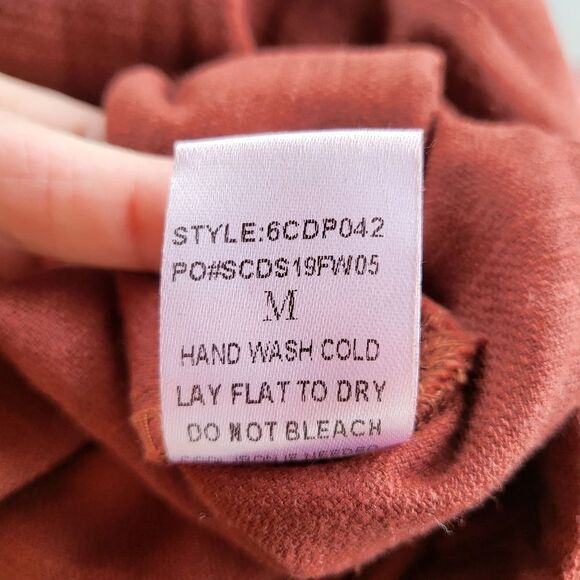 STYLE:6CDP042
PO#SCDS19FW05
M
HAND WASH COLD
LAY FLAT TO DRY
DO NOT BLEACH